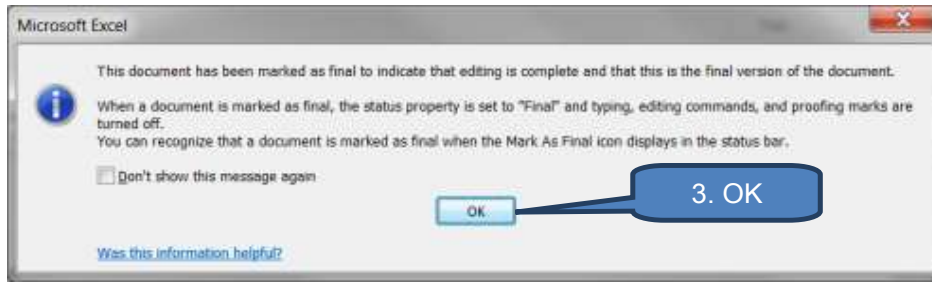 Microsoft Excel
This document has been marked as final to indicate that editing is complete and that this is the final version of the document.
When a document is marked as final, the status property is set to "Final" and typing, editing commands, and proofing marks are
turned off.
You can recognize that a document is marked as final when the Mark As Final icon displays in the status bar.
Don't show this message again
3. OK
OK
Was this information helpful?